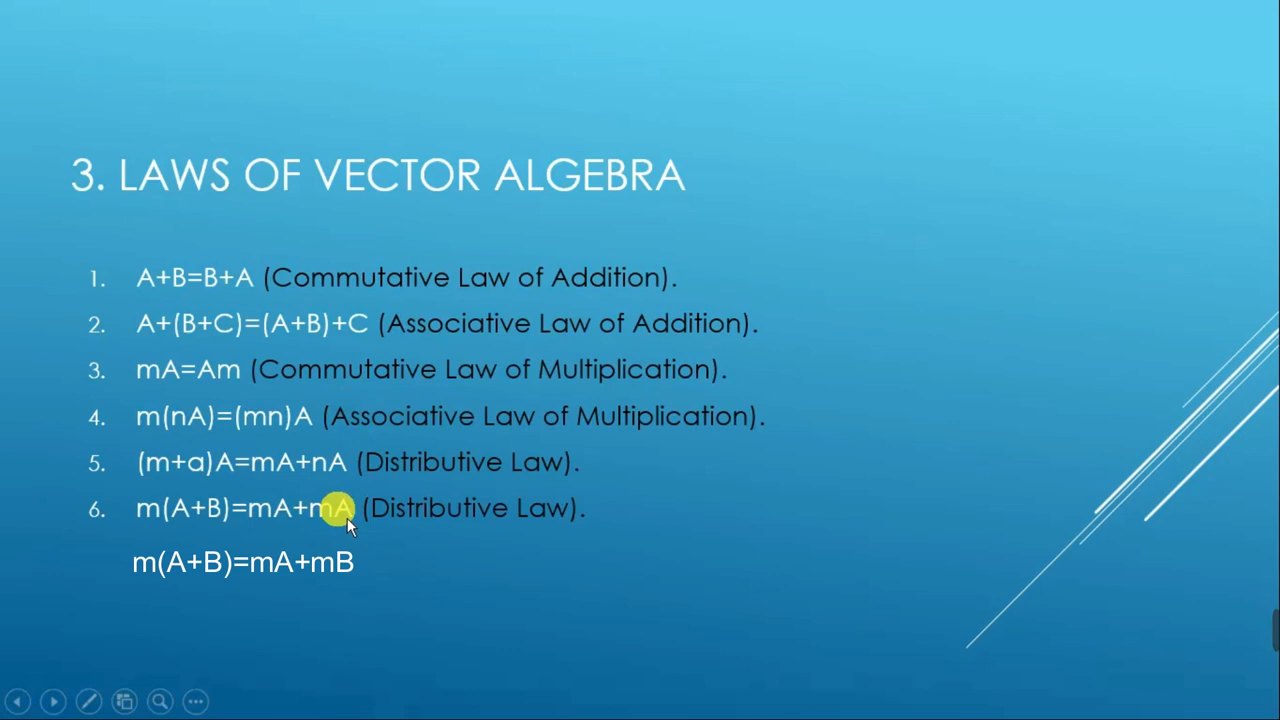 3. LAWS OF VECTOR ALGEBRA
1. A+B=B+A (Commutative Law of Addition).
2. A+(B+C)=(A+B)+C (Associative Law of Addition).
3. mA=Am (Commutative Law of Multiplication).
4. m(nA)=(mn)A (Associative Law of Multiplication).
5. (m+a)A=mA+nA (Distributive Law).
6. m(A+B)=mA+mA (Distributive Law).
m(A+B)=mA+mB